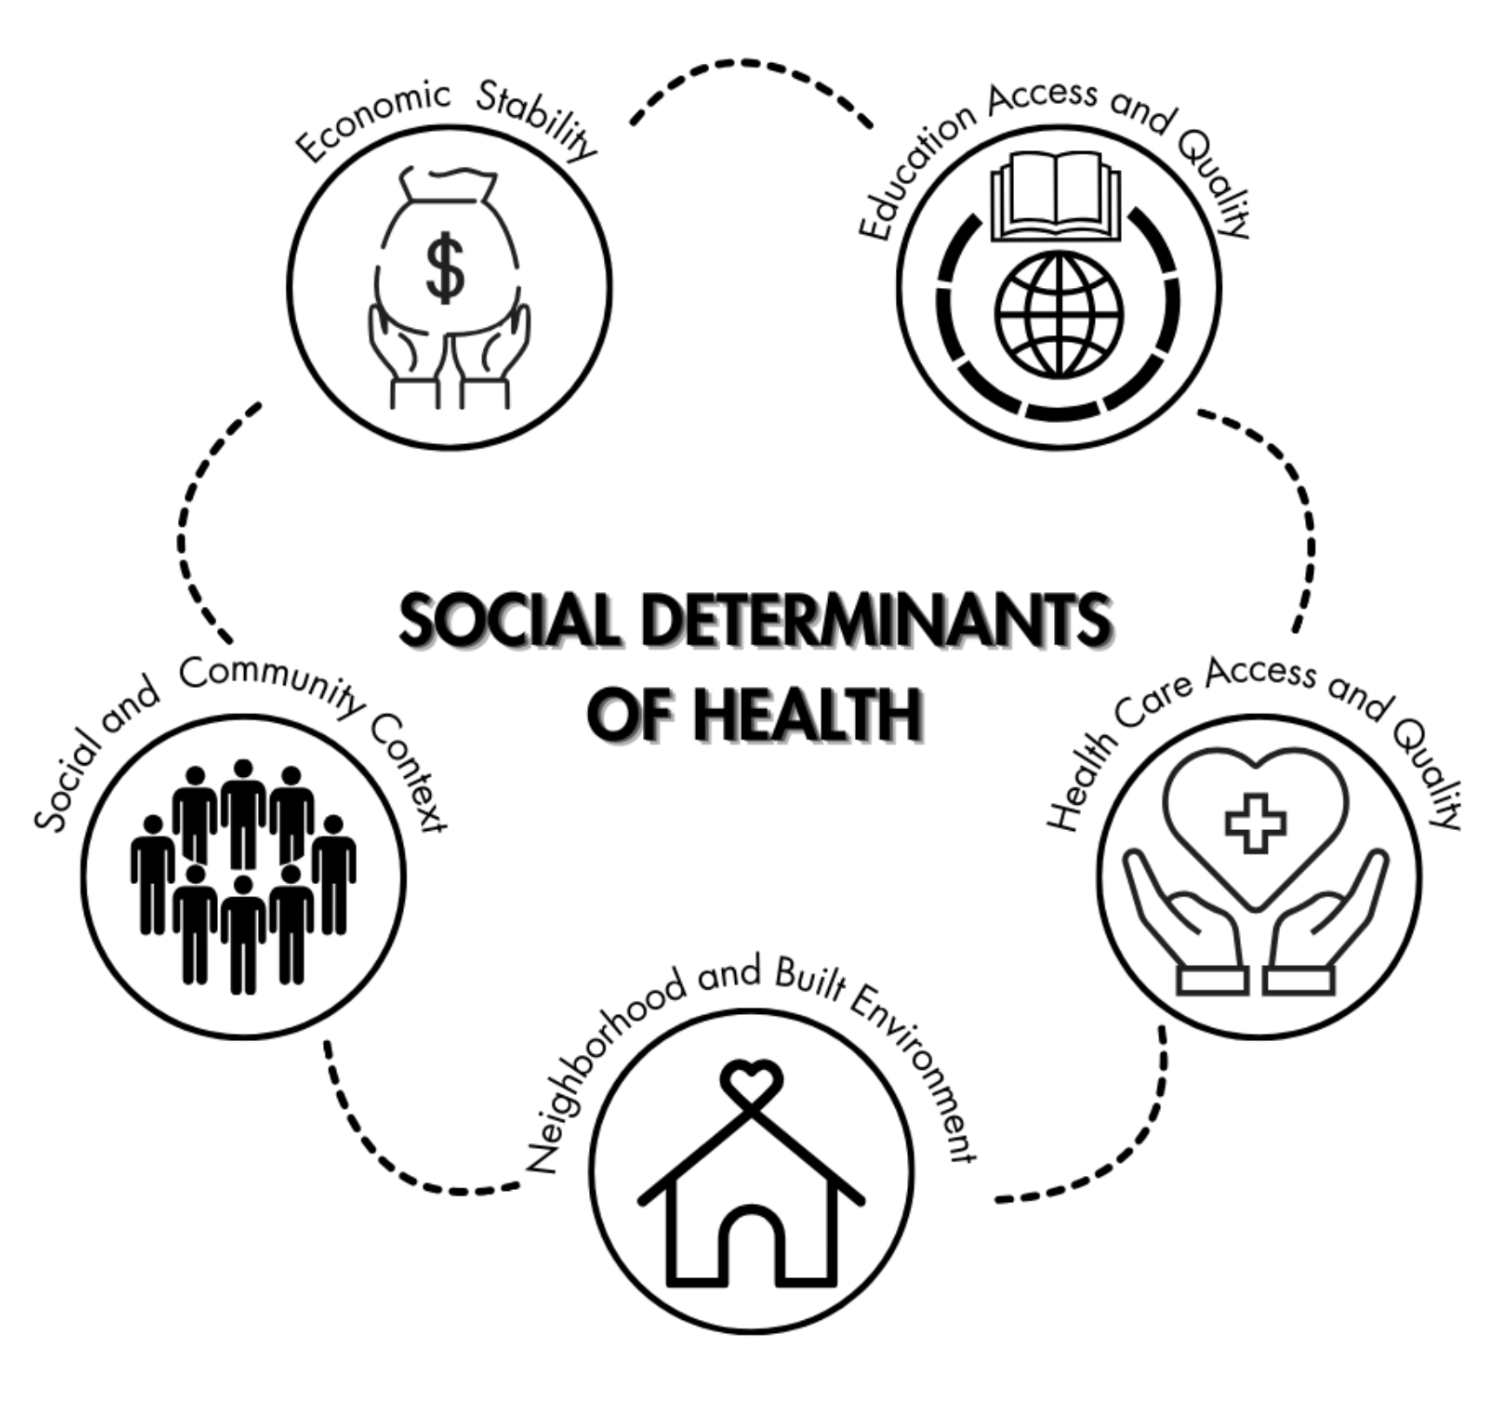 Economic Stability
$
Education Access and Quality
SOCIAL DETERMINANTS
OF HEALTH
Social and Community Context
Health Care Access and Quality
Neighborhood and Built Environment